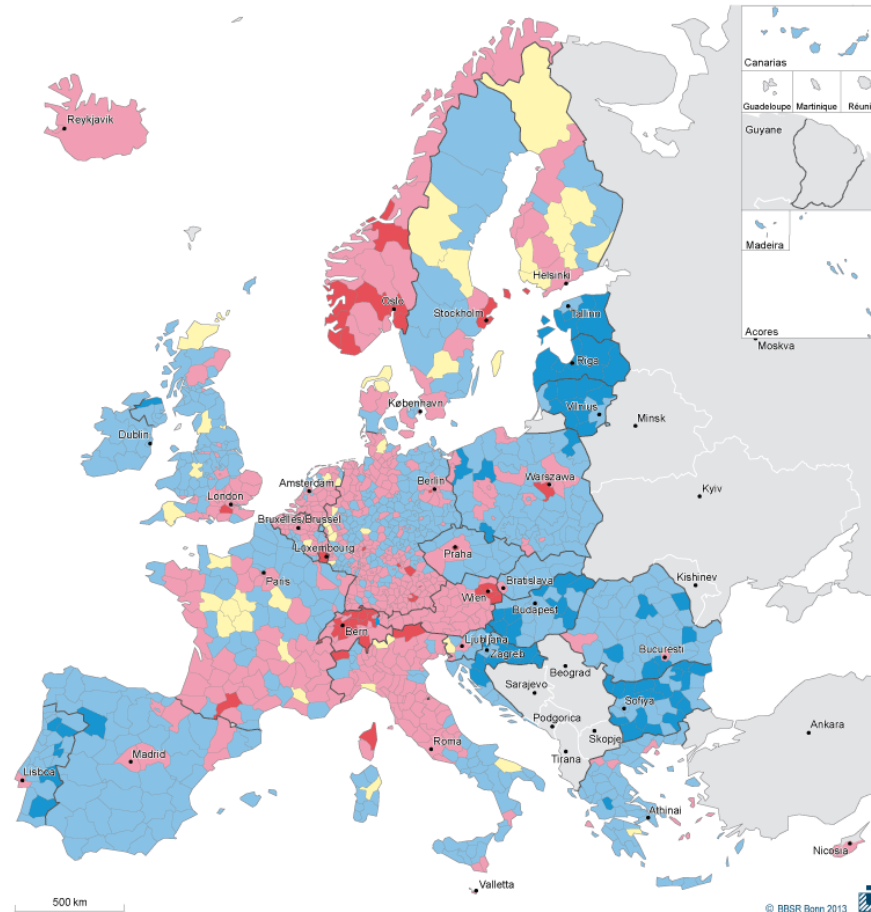 Canarias
Guadeloupe
Martinique
Réuni
Guyane
Madeira
Acores
Moskva
Reykjavik
Oslo
Helsinki
Stockholm
Tallinn
Riga
Vilnius
Minsk
København
Dublin
London
Amsterdam
Berlin
Warszawa
Kyiv
Bruxelles/Brussel
Luxembourg
Praha
Paris
Kishinev
Bratislava
Wien
Budapest
Bern
Ljubljana
Zagreb
Bucuresti
Beograd
Sarajevo
Sofiya
Podgorica
Skopje
Ankara
Madrid
Roma
Tirana
Lisboa
Athinai
Nicosia
Valletta
500 km
© BBSR Bonn 2013